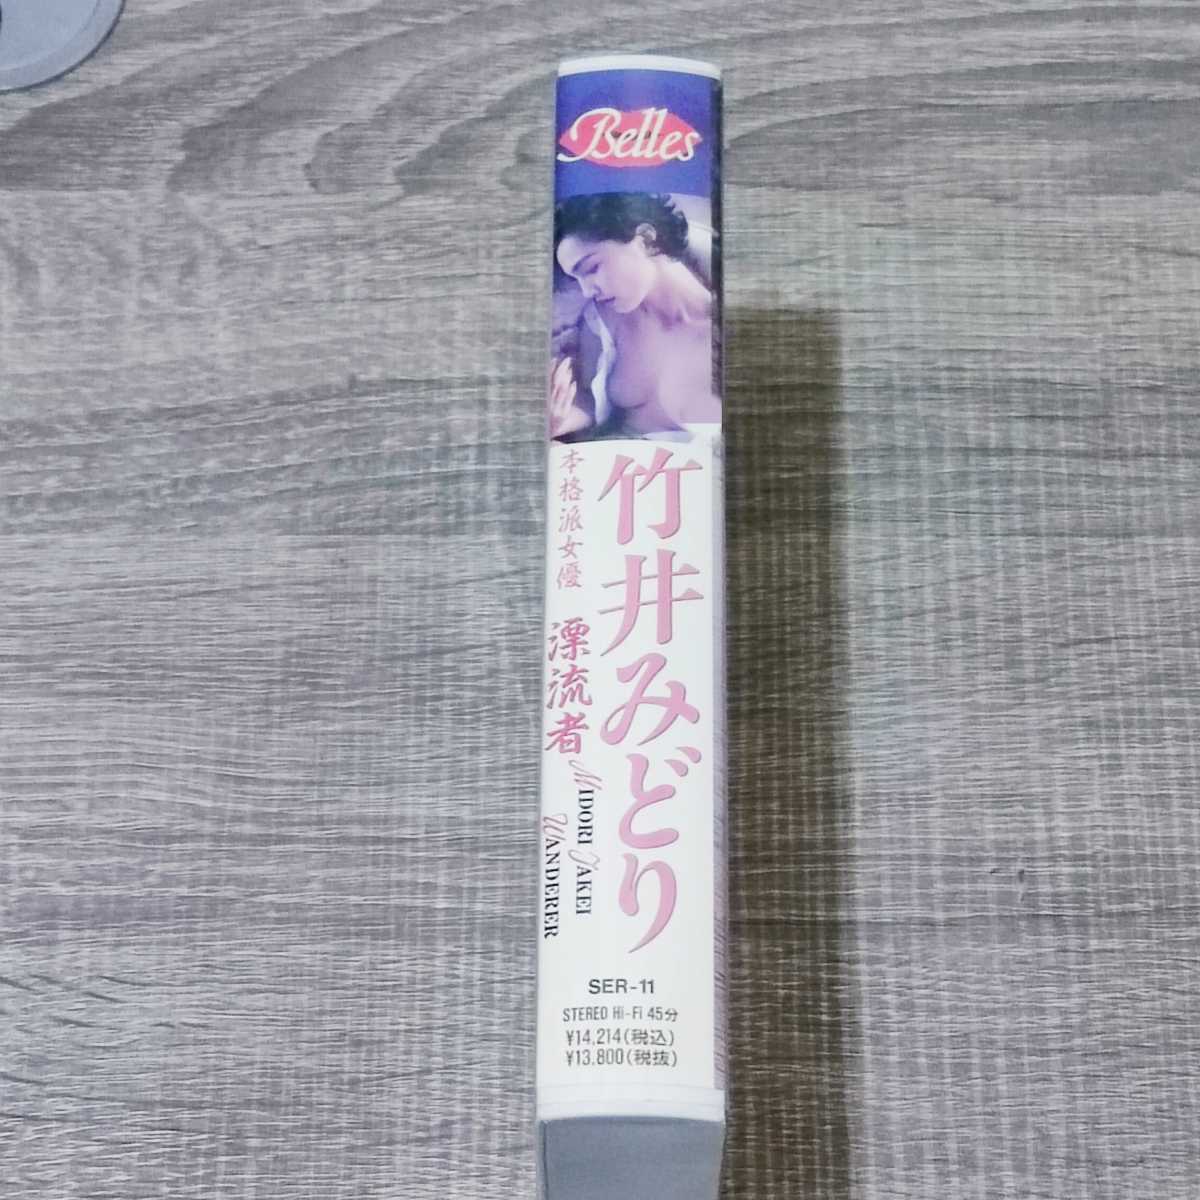 Belles
竹井みどり
本格派女優
漂流者
MIDORI TAKEI
WANDERER
SER-11
STEREO Hi-Fi 45分
¥14,214(税込)
¥13,800(税抜)